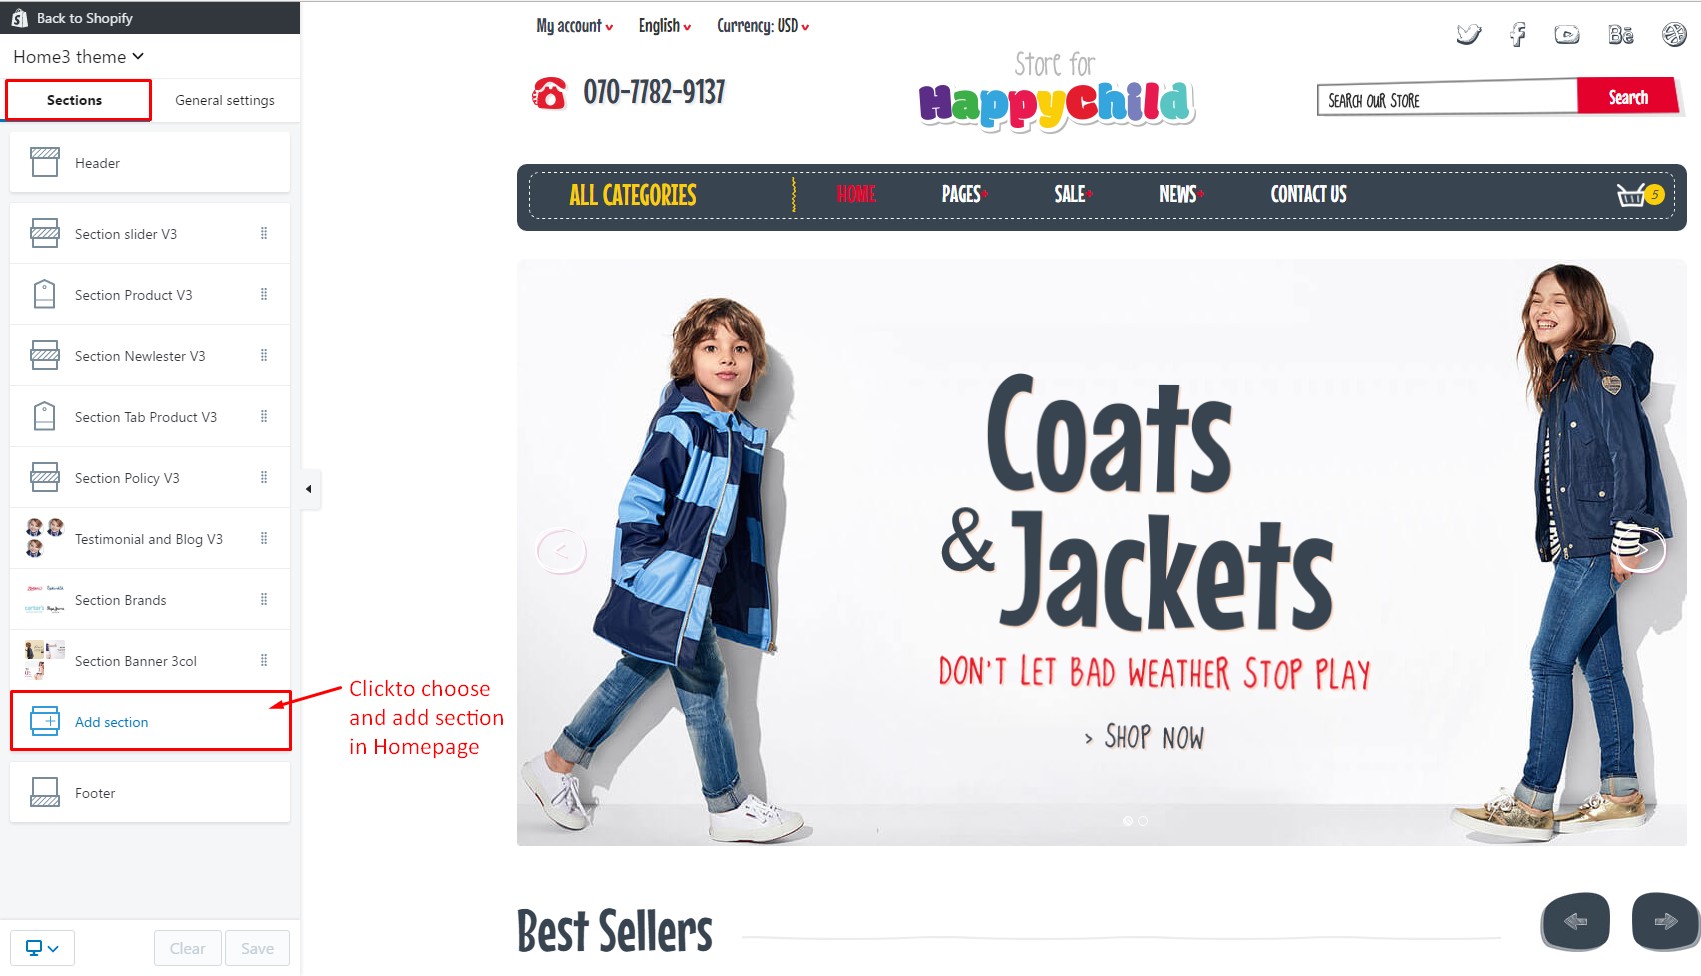 Back to Shopify
Home3 theme
Sections
General settings
Header
Section slider V3
Section Product V3
Section Newlester V3
Section Tab Product V3
Section Policy V3
Testimonial and Blog V3
Section Brands
Section Banner 3col
Add section
Footer
Clear
Save
Clickto choose
and add section
in Homepage
My account
English
Currency: USD
070-7782-9137
Store for
HappyChild
SEARCH OUR STORE
Search
ALL CATEGORIES
HOME
PAGES+
SALE+
NEWS+
CONTACT US
5
Coats
& Jackets
DON'T LET BAD WEATHER STOP PLAY
> SHOP NOW
Best Sellers